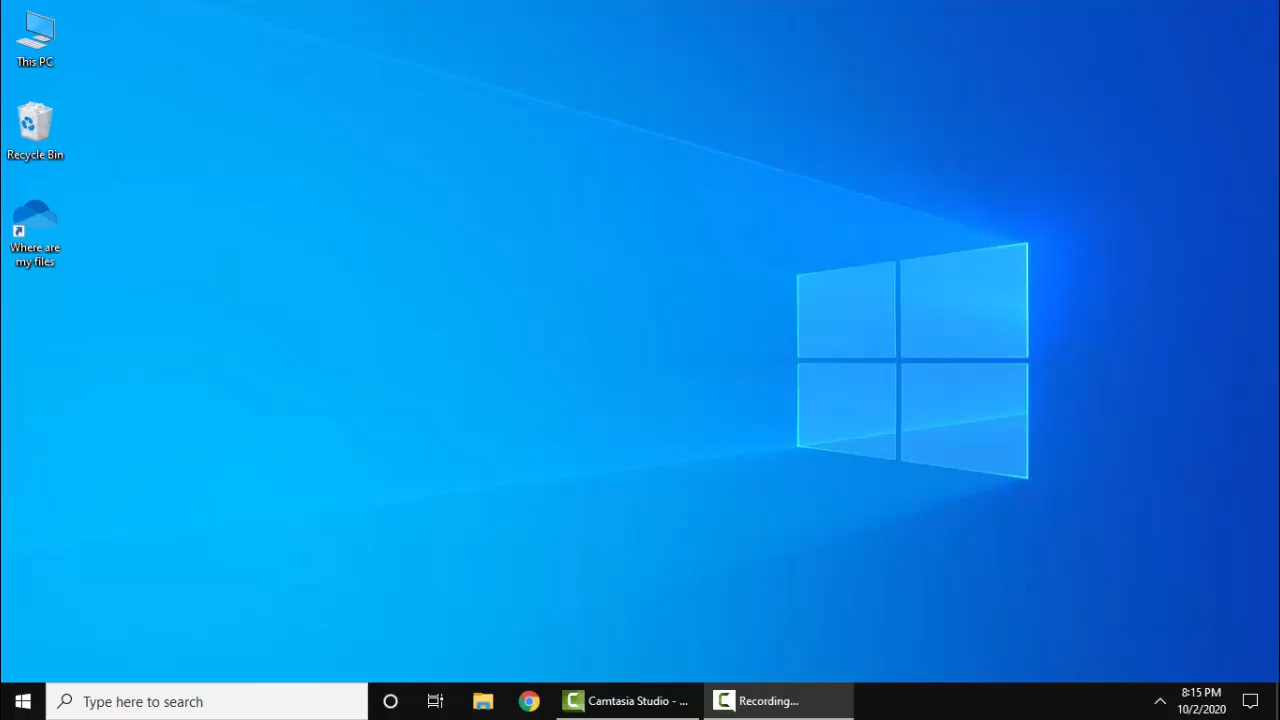 This PC
Recycle Bin
Where are
my files
Type here to search
Camtasia Studio - ...
Recording...
8:15 PM
10/2/2020